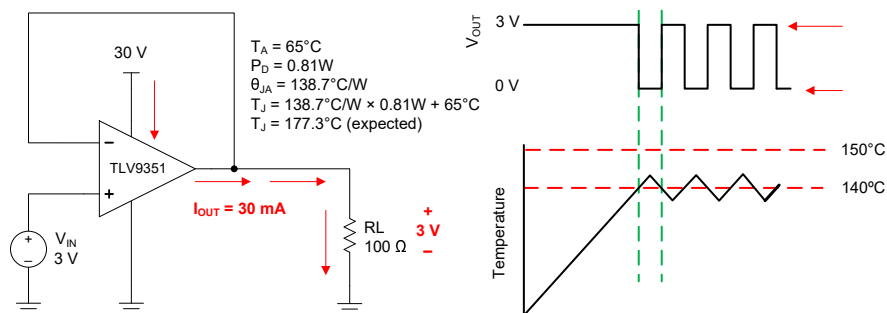 30 V
TLV9351
–
+
+
–
V_IN
3 V
T_A = 65°C
P_D = 0.81W
θ_JA = 138.7°C/W
T_J = 138.7°C/W × 0.81W + 65°C
T_J = 177.3°C (expected)
I_OUT = 30 mA
RL
100 Ω
+
3 V
–
V_OUT
3 V
0 V
Temperature
150°C
140ºC